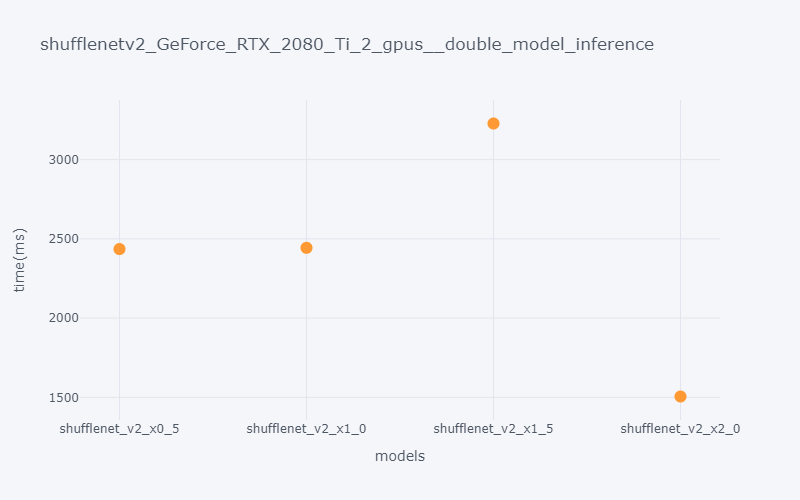 shufflenetv2_GeForce_RTX_2080_Ti_2_gpus__double_model_inference
time(ms)
3000
2500
2000
1500
shufflenet_v2_x0_5 shufflenet_v2_x1_0 shufflenet_v2_x1_5 shufflenet_v2_x2_0
models